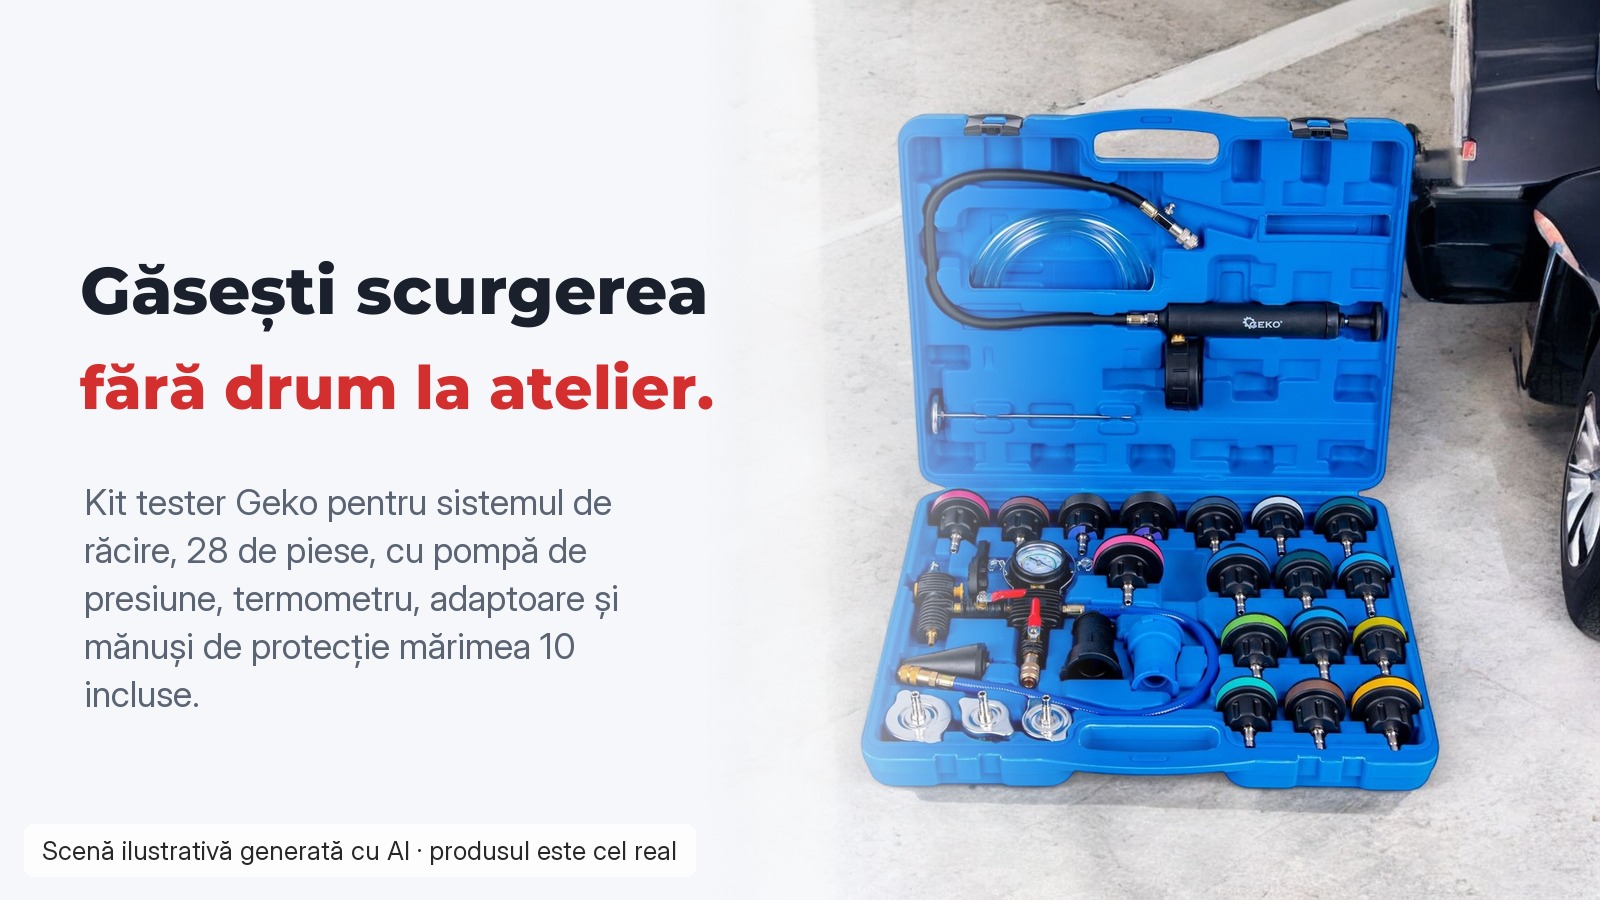 Găsești scurgerea
fără drum la atelier.
Kit tester Geko pentru sistemul de
răcire, 28 de piese, cu pompă de
presiune, termometru, adaptoare și
mănuși de protecție mărimea 10
incluse.
Scenă ilustrativă generată cu AI · produsul este cel real
GEKO